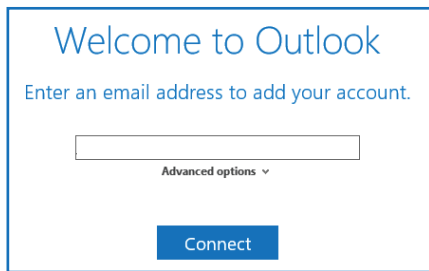 Welcome to Outlook
Enter an email address to add your account.
Advanced options
Connect